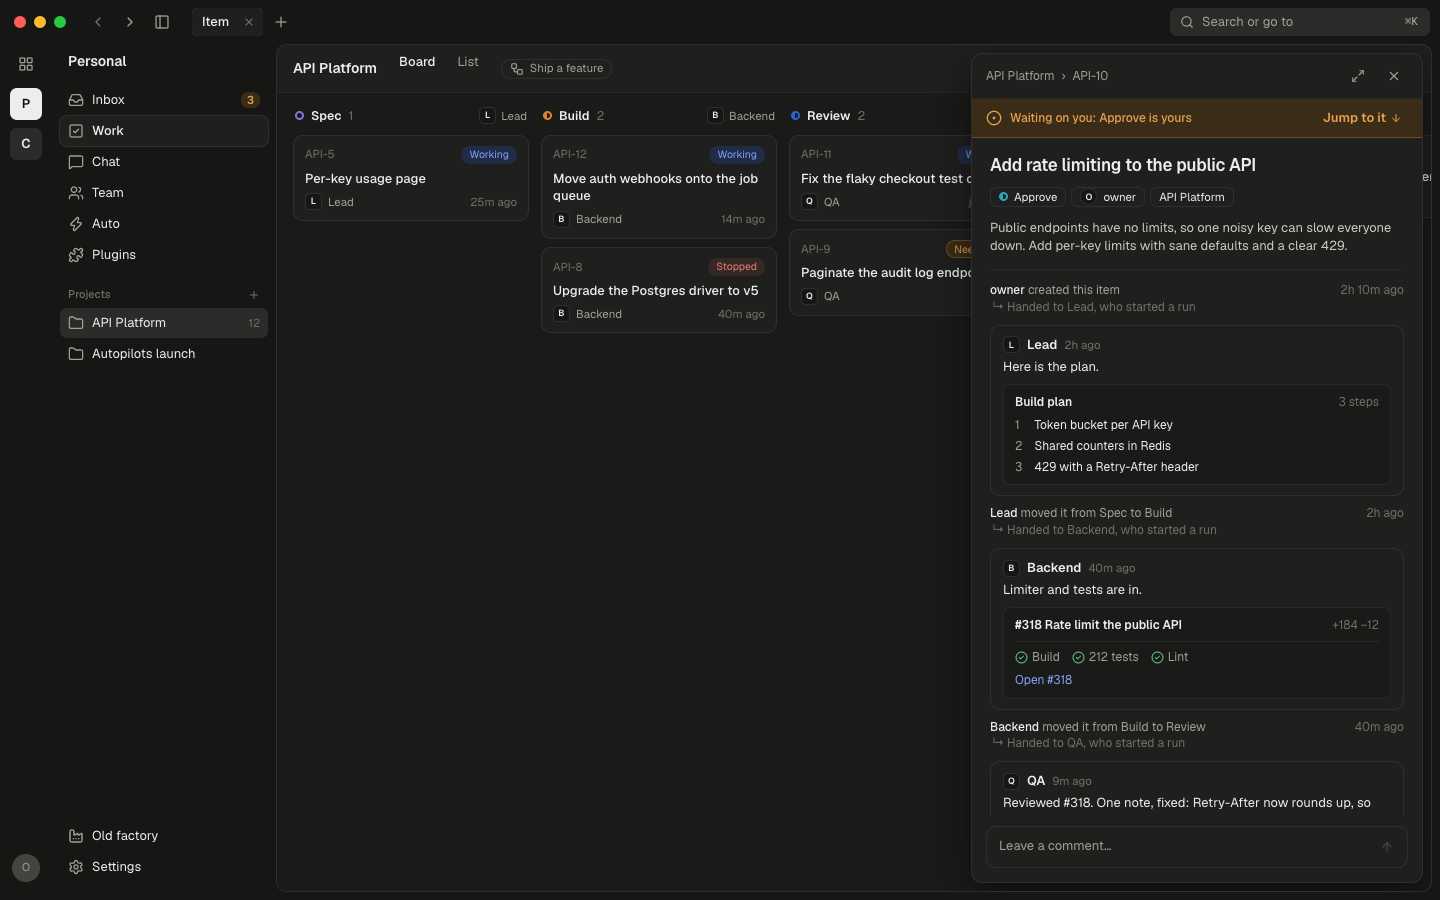 Item
Search or go to
⌘K
P
C
O
Personal
Inbox
3
Work
Chat
Team
Auto
Plugins
Projects
API Platform
12
Autopilots launch
Old factory
Settings
API Platform
Board
List
Ship a feature
Spec 1
L Lead
API-5
Working
Per-key usage page
L Lead
25m ago
Build 2
B Backend
API-12
Working
Move auth webhooks onto the job
queue
B Backend
14m ago
API-8
Stopped
Upgrade the Postgres driver to v5
B Backend
40m ago
Review 2
API-11
Fix the flaky checkout test
Q QA
API-9
Paginate the audit log
Q QA
API Platform › API-10
Waiting on you: Approve is yours
Jump to it ↓
Add rate limiting to the public API
Approve
O owner
API Platform
Public endpoints have no limits, so one noisy key can slow everyone
down. Add per-key limits with sane defaults and a clear 429.
owner created this item
2h 10m ago
Handed to Lead, who started a run
L Lead 2h ago
Here is the plan.
Build plan
3 steps
1 Token bucket per API key
2 Shared counters in Redis
3 429 with a Retry-After header
Lead moved it from Spec to Build
2h ago
Handed to Backend, who started a run
B Backend 40m ago
Limiter and tests are in.
#318 Rate limit the public API
+184 −12
Build
212 tests
Lint
Open #318
Backend moved it from Build to Review
40m ago
Handed to QA, who started a run
Q QA 9m ago
Reviewed #318. One note, fixed: Retry-After now rounds up, so
Leave a comment…